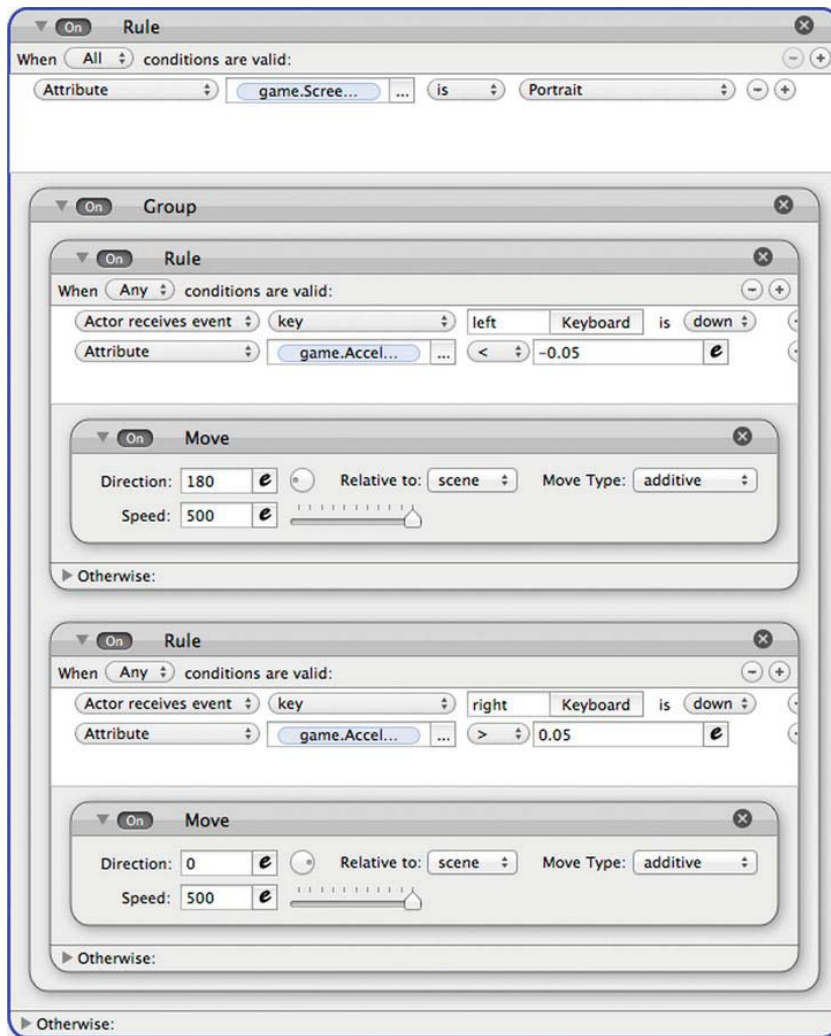 On Rule
When All conditions are valid:
Attribute game.Scree... ... is Portrait
On Group
On Rule
When Any conditions are valid:
Actor receives event key left Keyboard is down
Attribute game.Accel... ... < -0.05 e
On Move
Direction: 180 e Relative to: scene Move Type: additive
Speed: 500 e
Otherwise:
On Rule
When Any conditions are valid:
Actor receives event key right Keyboard is down
Attribute game.Accel... ... > 0.05 e
On Move
Direction: 0 e Relative to: scene Move Type: additive
Speed: 500 e
Otherwise:
Otherwise: